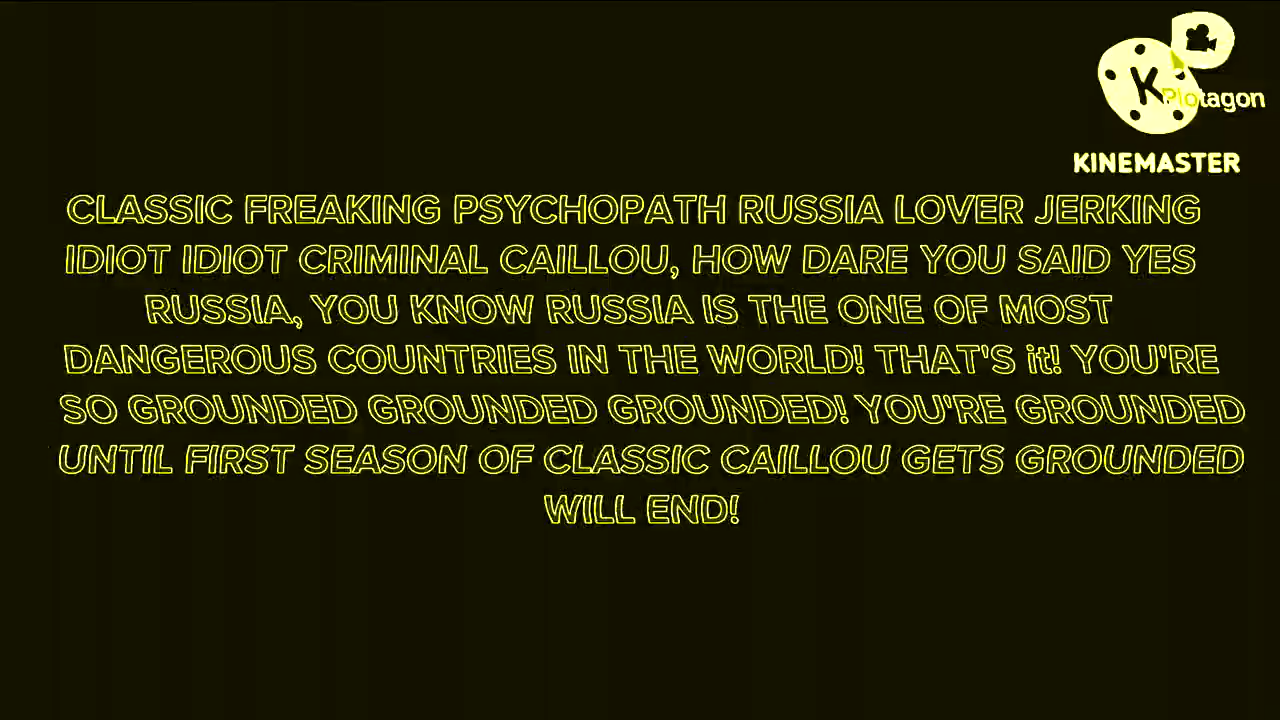 K
Plotagon
KINEMASTER
CLASSIC FREAKING PSYCHOPATH RUSSIA LOVER JERKING
IDIOT IDIOT CRIMINAL CAILLOU, HOW DARE YOU SAID YES
RUSSIA, YOU KNOW RUSSIA IS THE ONE OF MOST
DANGEROUS COUNTRIES IN THE WORLD! THAT'S it! YOU'RE
SO GROUNDED GROUNDED GROUNDED! YOU'RE GROUNDED
UNTIL FIRST SEASON OF CLASSIC CAILLOU GETS GROUNDED
WILL END!